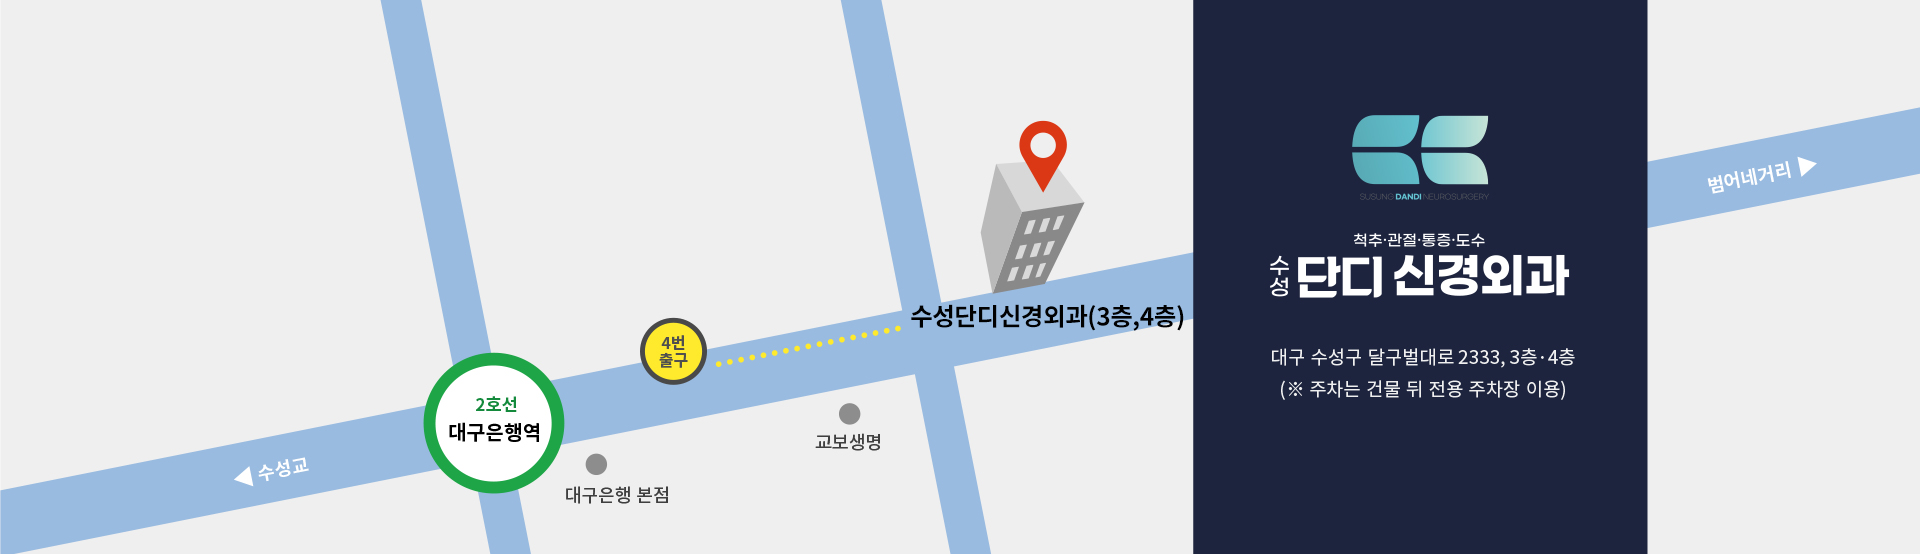 2호선
대구은행역
4번
출구
수성단디신경외과(3층,4층)
◀ 수성교
대구은행 본점
교보생명
SUSUNG DANDI NEUROSURGERY
척추·관절·통증·도수
수성 단디 신경외과
대구 수성구 달구벌대로 2333, 3층·4층
(※ 주차는 건물 뒤 전용 주차장 이용)
범어네거리 ▶